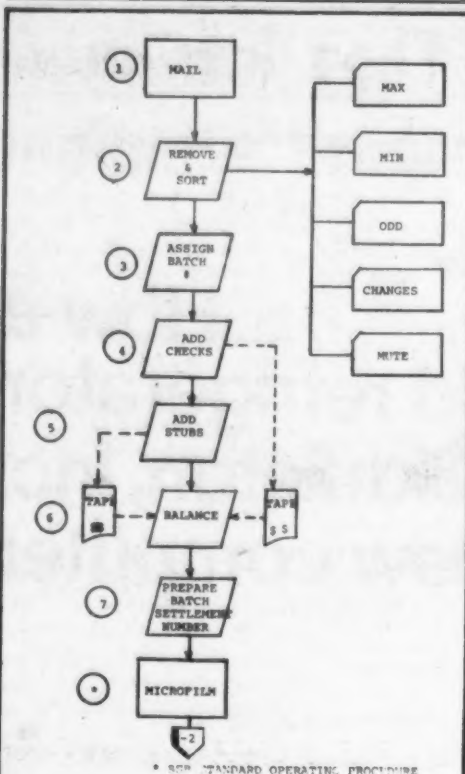 1
MAIL
MAX
2
REMOVE
&
SORT
MIN
ODD
3
ASSIGN
BATCH
#
CHANGES
4
ADD
CHECKS
MUTE
5
ADD
STUBS
6
TAPE
BALANCE
TAPE
$ $
7
PREPARE
BATCH
SETTLEMENT
NUMBER
*
MICROFILM
-2
* SEE STANDARD OPERATING PROCEDURE